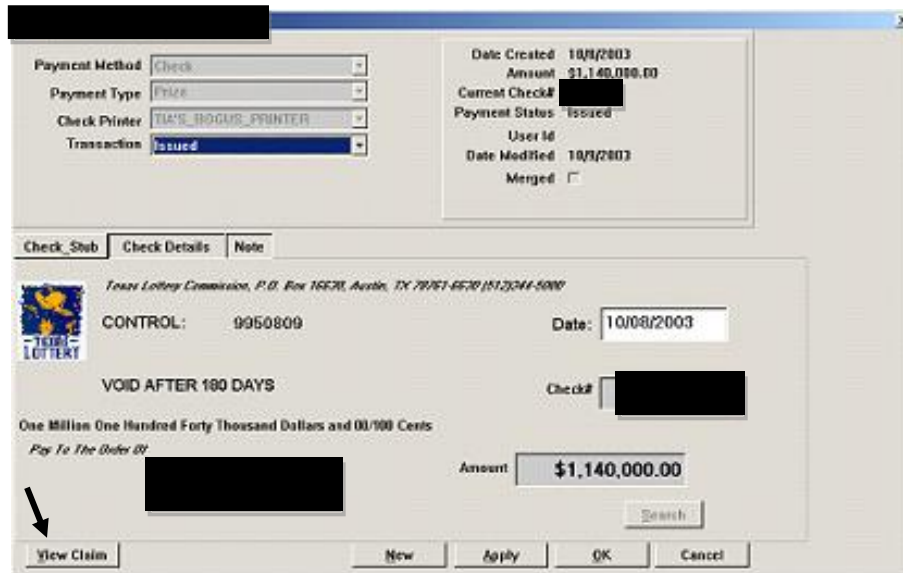 Payment Method Check
Payment Type Prize
Check Printer TIA'S_BOGUS_PRINTER
Transaction Issued
Date Created 10/8/2003
Amount $1,140,000.00
Current Check#
Payment Status Issued
User Id
Date Modified 10/9/2003
Merged
Check_Stub Check Details Note
Texas Lottery Commission, P.O. Box 16630, Austin, TX 78761-6630 (512)344-5000
TEXAS
LOTTERY
CONTROL: 9950809
Date: 10/08/2003
VOID AFTER 180 DAYS
Check#
One Million One Hundred Forty Thousand Dollars and 00/100 Cents
Pay To The Order Of
Amount $1,140,000.00
Search
View Claim New Apply OK Cancel